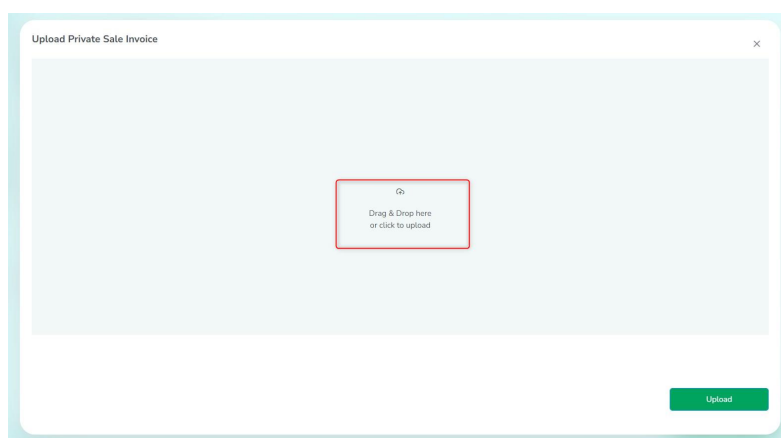 Upload Private Sale Invoice
Drag & Drop here
or click to upload
Upload